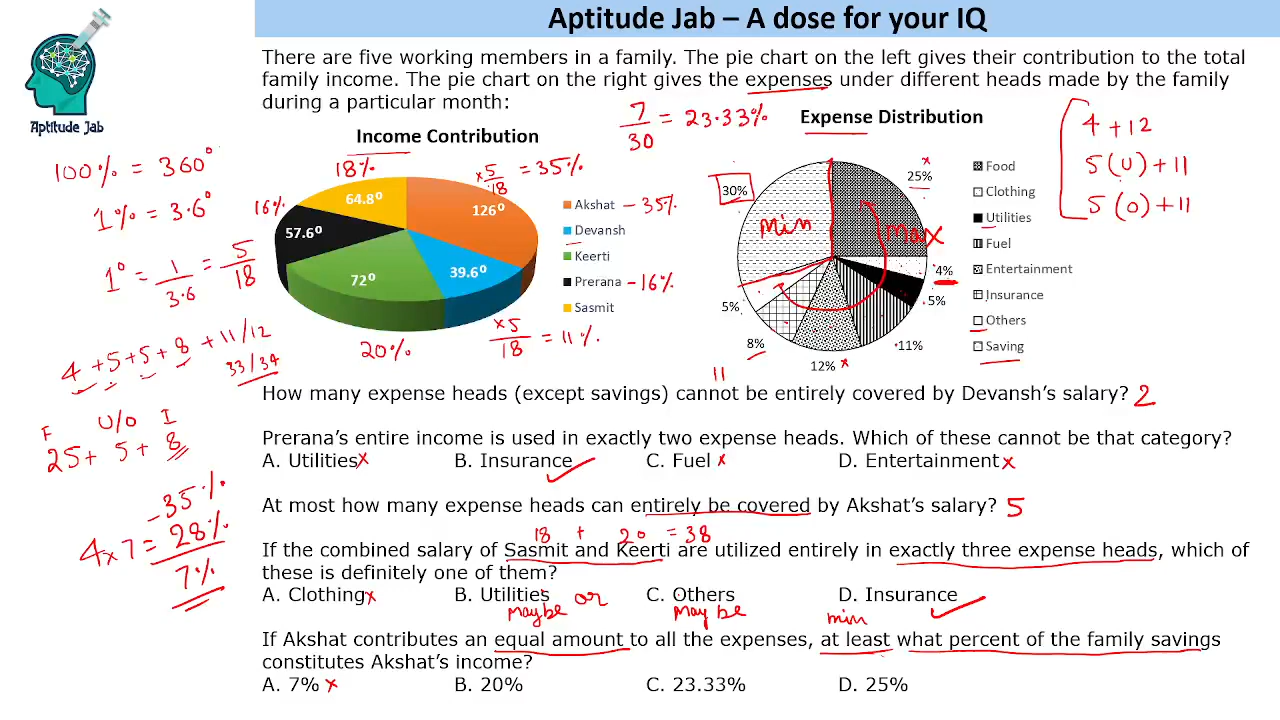 Aptitude Jab – A dose for your IQ
Aptitude Jab
There are five working members in a family. The pie chart on the left gives their contribution to the total
family income. The pie chart on the right gives the expenses under different heads made by the family
during a particular month:
7/30 = 23.33%
100% = 360°
1% = 3.6°
1° = 1/3.6 = 5/18
4 + 5 + 5 + 8 + 11/12
33/34
F U/O I
25 + 5 + 8
35%
4 x 7 = - 28%
7%
Income Contribution
18%
x 5/18 = 35%
64.8⁰
126⁰
16%
57.6⁰
72⁰
39.6⁰
20%
x5/18 = 11%
Akshat – 35%
Devansh
Keerti
Prerana – 16%
Sasmit
Expense Distribution
30%
25%
x
min
max
4%
5%
5%
8%
11%
12% x
Food
Clothing
Utilities
Fuel
Entertainment
Insurance
Others
Saving
4 + 12
5 (U) + 11
5 (O) + 11
11
How many expense heads (except savings) cannot be entirely covered by Devansh's salary? 2
Prerana's entire income is used in exactly two expense heads. Which of these cannot be that category?
A. Utilities x B. Insurance ✓ C. Fuel x D. Entertainment x
At most how many expense heads can entirely be covered by Akshat's salary? 5
18 + 20 = 38
If the combined salary of Sasmit and Keerti are utilized entirely in exactly three expense heads, which of
these is definitely one of them?
A. Clothing x B. Utilities or C. Others D. Insurance ✓
maybe may be min
If Akshat contributes an equal amount to all the expenses, at least what percent of the family savings
constitutes Akshat's income?
A. 7% x B. 20% C. 23.33% D. 25%